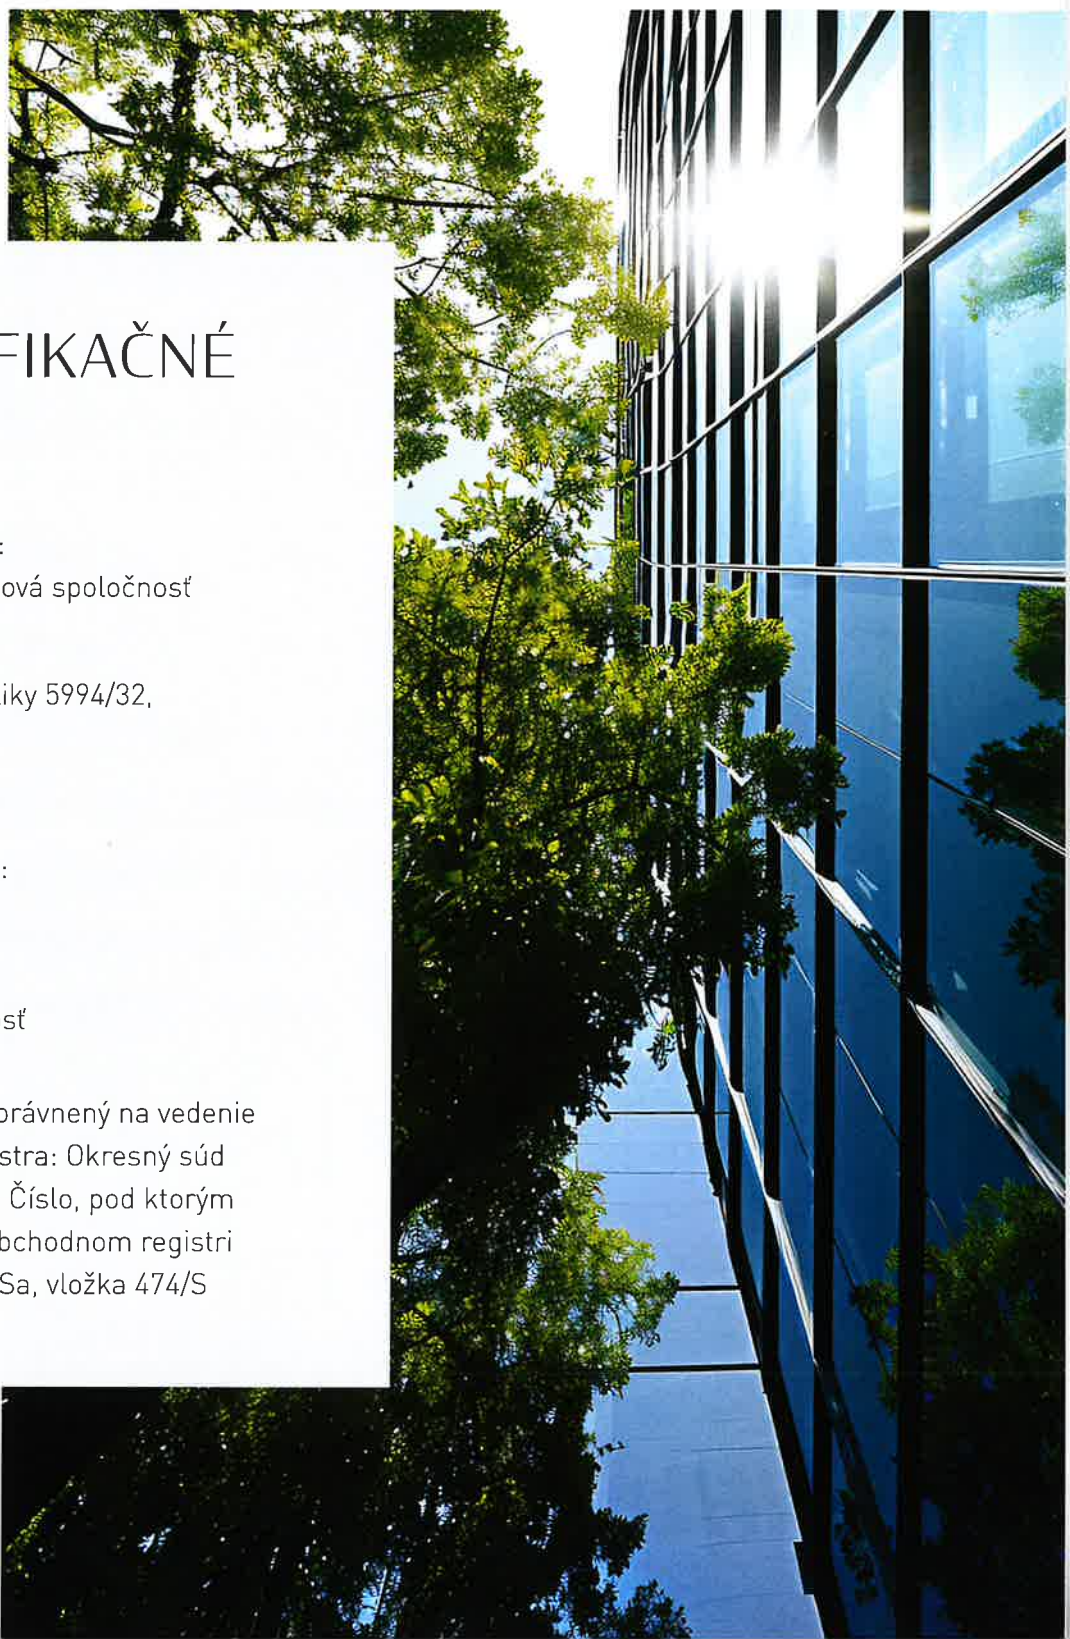 FIKAČNÉ
:
ová spoločnosť
iky 5994/32,
:
sť
právnený na vedenie
stra: Okresný súd
Číslo, pod ktorým
bchodnom registri
Sa, vložka 474/S